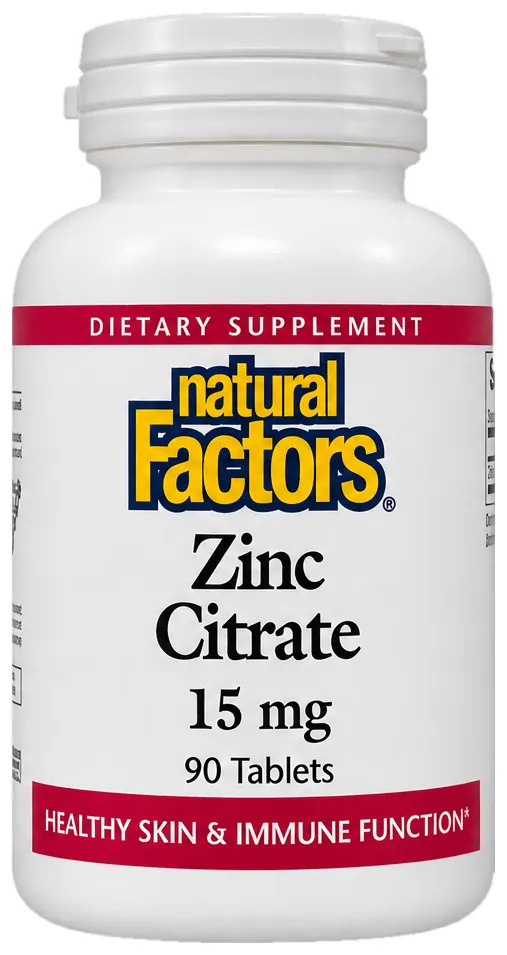 DIETARY SUPPLEMENT
natural
Factors®
Zinc
Citrate
15 mg
90 Tablets
HEALTHY SKIN & IMMUNE FUNCTION*